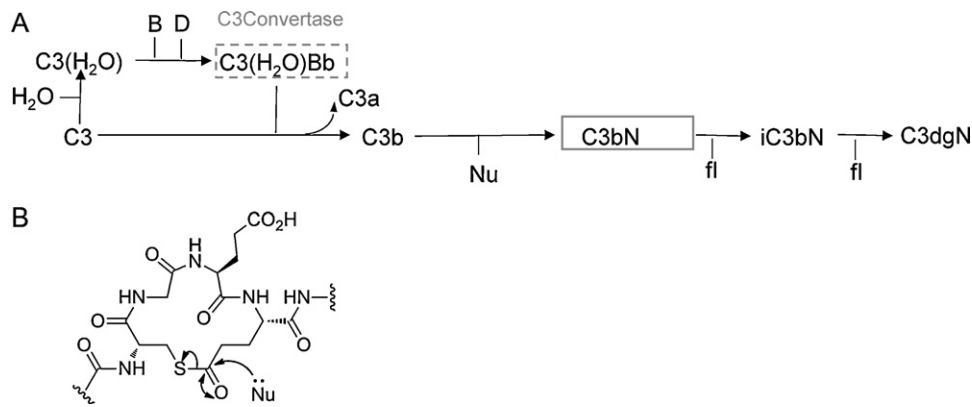 C3Convertase
A
B D
C3(H₂O)
C3(H₂O)Bb
H₂O
C3a
C3
C3b
C3bN
iC3bN
C3dgN
Nu
fI
fI
B
CO₂H
O
H
N
HN
O
O
O
NH
HN
O
O
NH
S
O
Nu